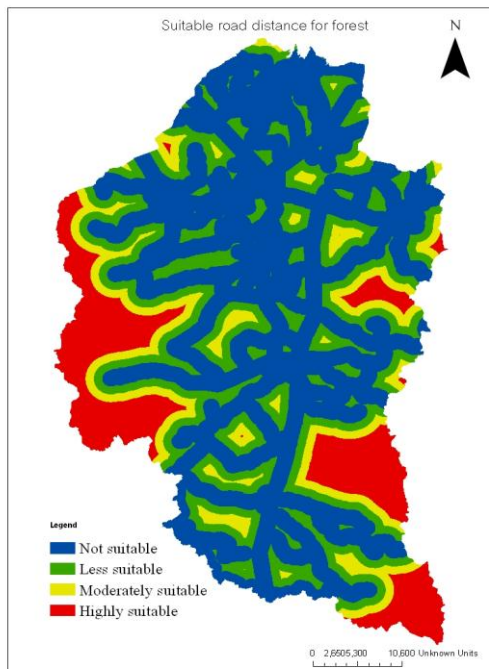 Suitable road distance for forest
N
Legend
Not suitable
Less suitable
Moderately suitable
Highly suitable
0 2,6505,300 10,600 Unknown Units